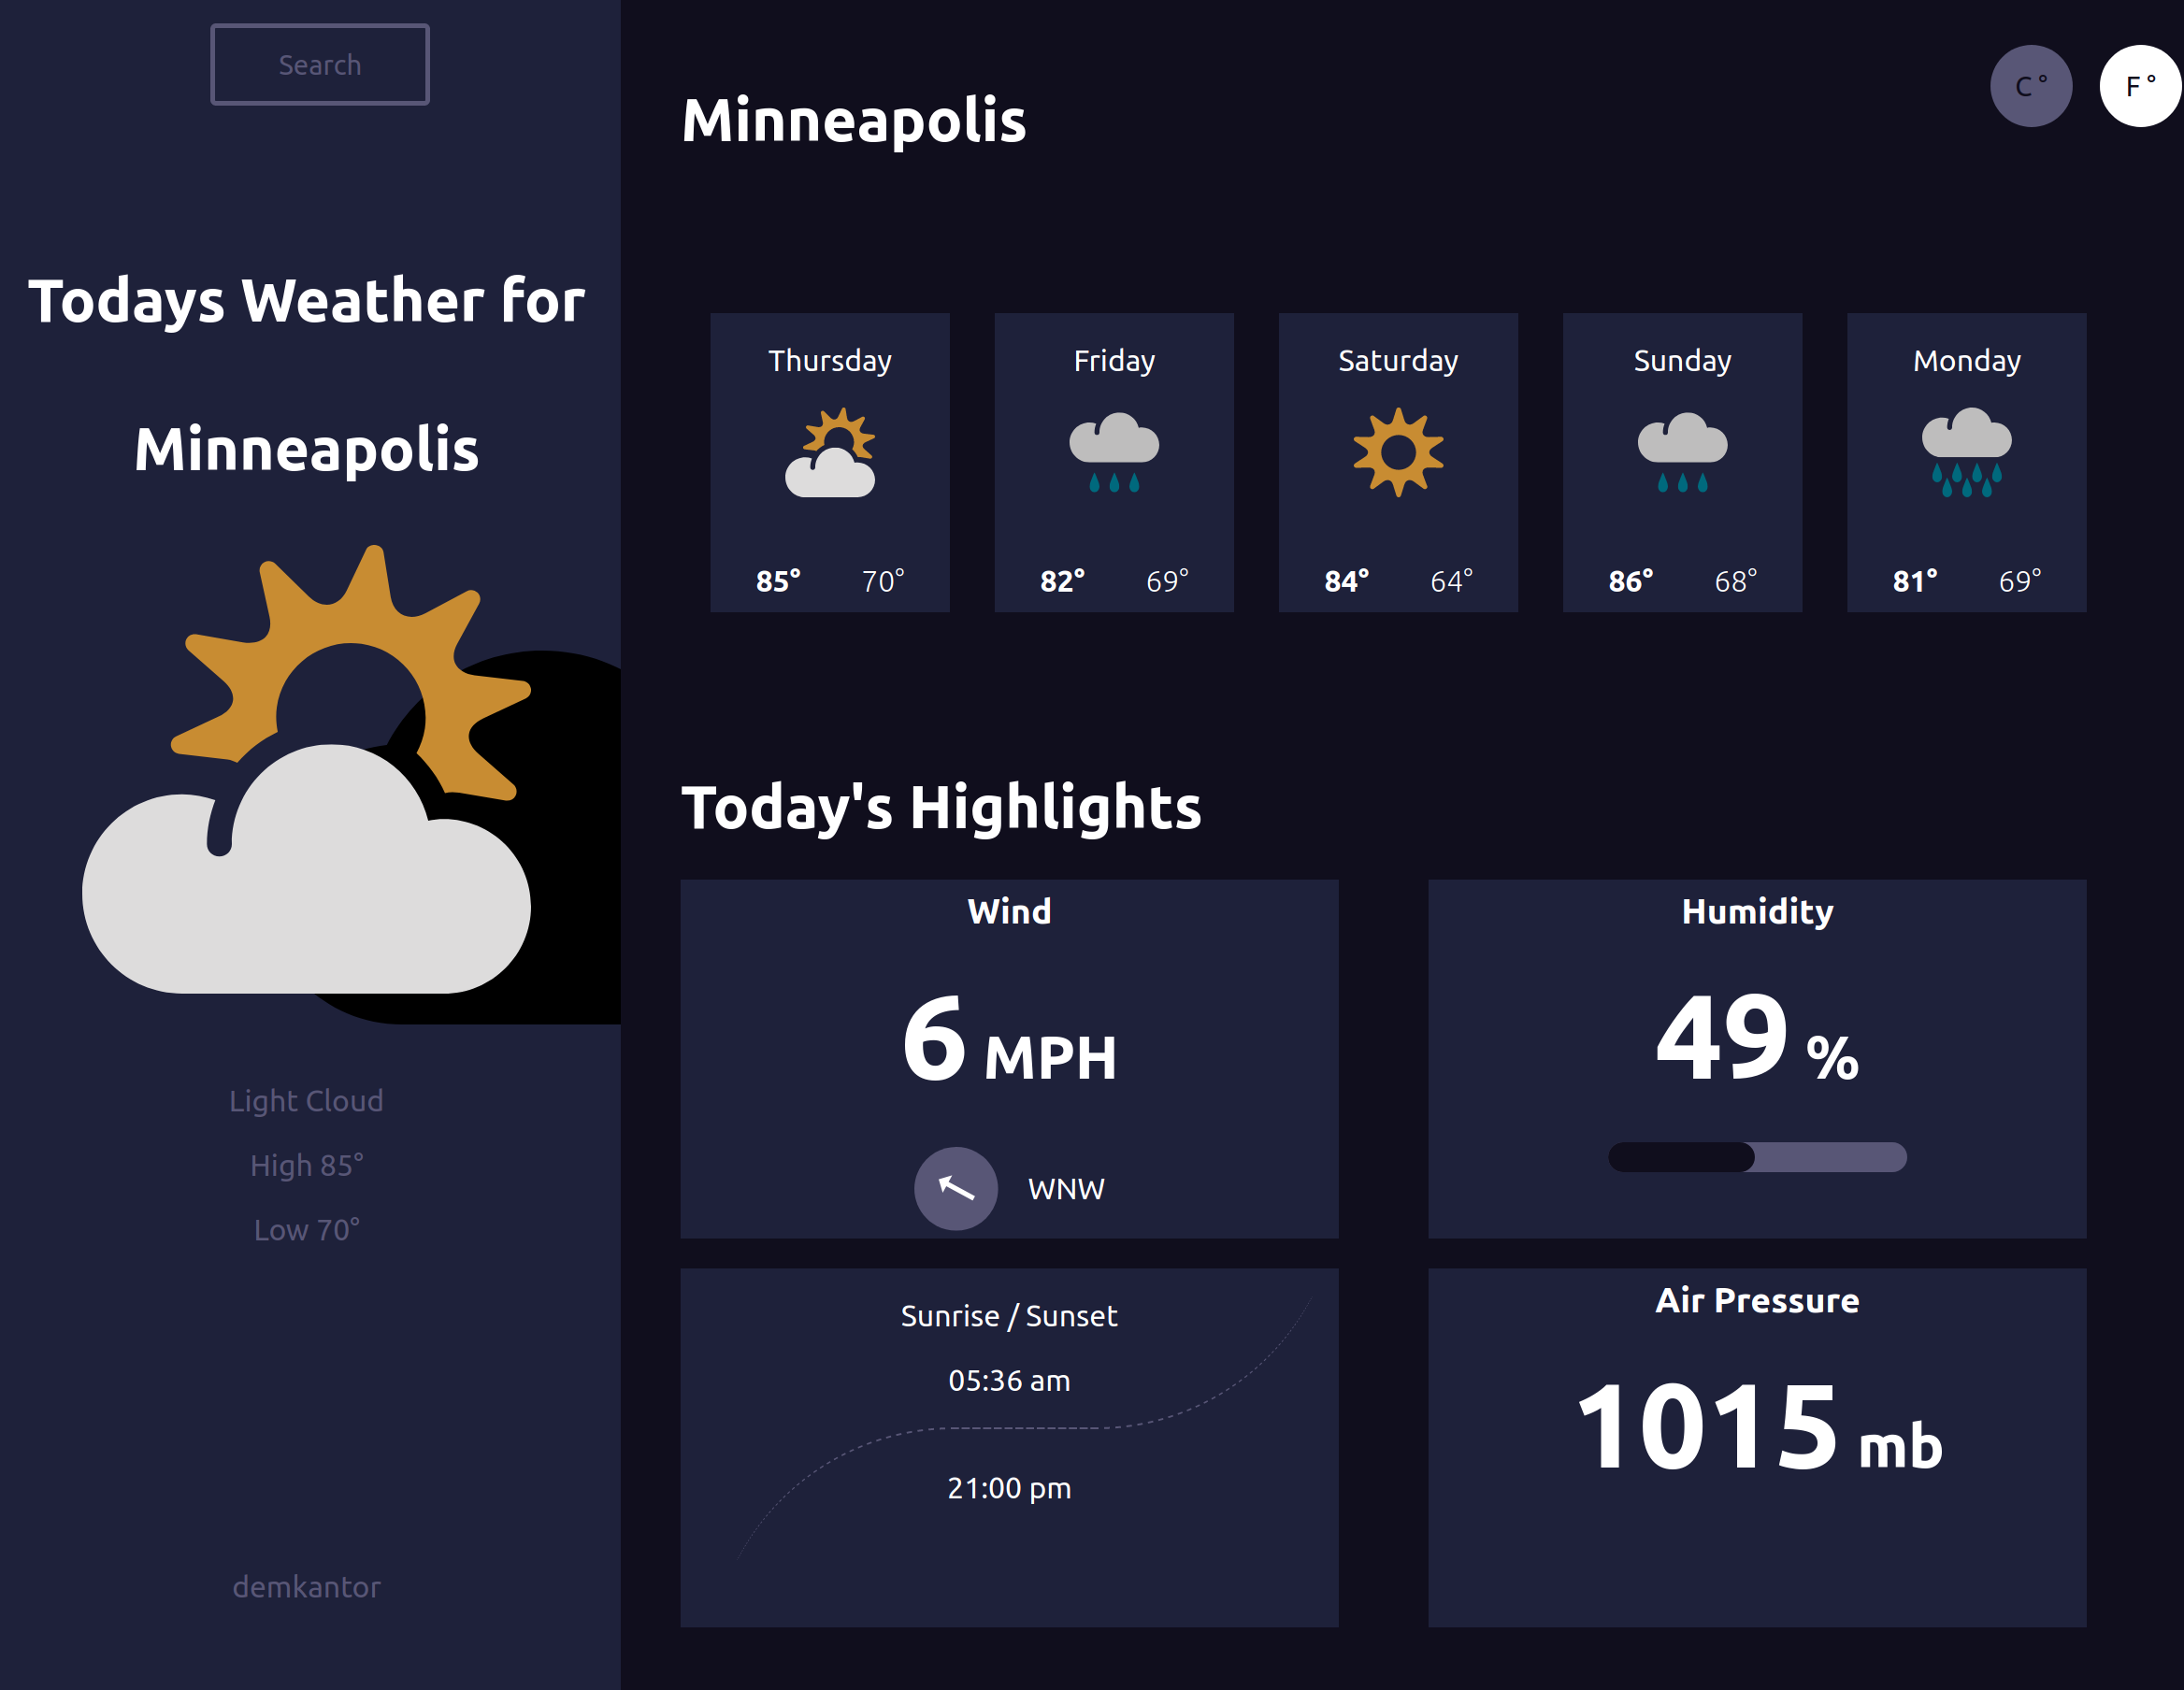 Search
Todays Weather for
Minneapolis
Light Cloud
High 85°
Low 70°
demkantor
C °
F °
Minneapolis
Thursday
85° 70°
Friday
82° 69°
Saturday
84° 64°
Sunday
86° 68°
Monday
81° 69°
Today's Highlights
Wind
6 MPH
WNW
Humidity
49 %
Sunrise / Sunset
05:36 am
21:00 pm
Air Pressure
1015 mb